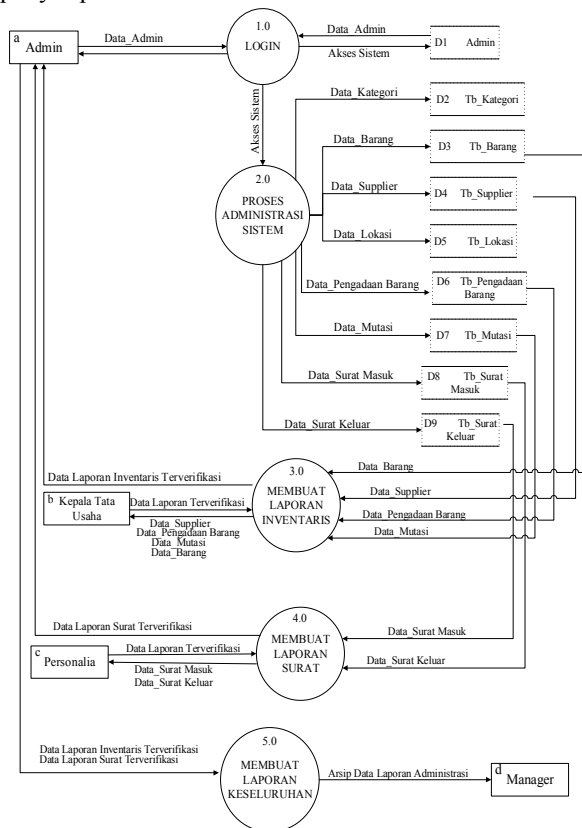 a
Admin
Data_Admin
1.0
LOGIN
Data_Admin
Akses Sistem
D1 Admin
Akses Sistem
2.0
PROSES
ADMINISTRASI
SISTEM
Data_Kategori
D2 Tb_Kategori
Data_Barang
D3 Tb_Barang
Data_Supplier
D4 Tb_Supplier
Data_Lokasi
D5 Tb_Lokasi
Data_Pengadaan Barang
D6 Tb_Pengadaan
Barang
Data_Mutasi
D7 Tb_Mutasi
Data_Surat Masuk
D8 Tb_Surat
Masuk
Data_Surat Keluar
D9 Tb_Surat
Keluar
Data Laporan Inventaris Terverifikasi
b Kepala Tata
Usaha
Data Laporan Terverifikasi
Data_Supplier
Data_Pengadaan Barang
Data_Mutasi
Data_Barang
3.0
MEMBUAT
LAPORAN
INVENTARIS
Data_Barang
Data_Supplier
Data_Pengadaan Barang
Data_Mutasi
Data Laporan Surat Terverifikasi
c
Personalia
Data Laporan Terverifikasi
Data_Surat Masuk
Data_Surat Keluar
4.0
MEMBUAT
LAPORAN
SURAT
Data_Surat Masuk
Data_Surat Keluar
Data Laporan Inventaris Terverifikasi
Data Laporan Surat Terverifikasi
5.0
MEMBUAT
LAPORAN
KESELURUHAN
Arsip Data Laporan Administrasi
d
Manager